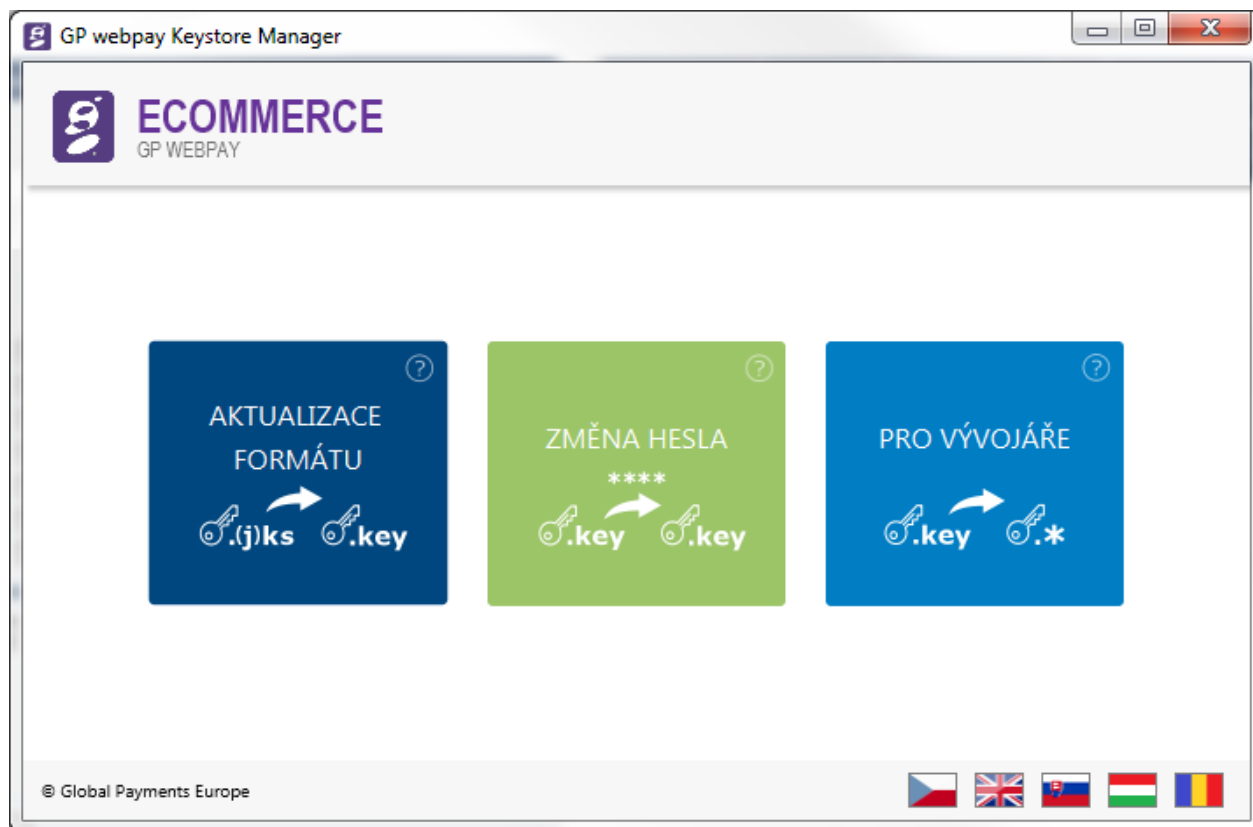 GP webpay Keystore Manager
ECOMMERCE
GP WEBPAY
?
AKTUALIZACE
FORMÁTU
.(j)ks .key
?
ZMĚNA HESLA
****
.key .key
?
PRO VÝVOJÁŘE
.key .*
© Global Payments Europe